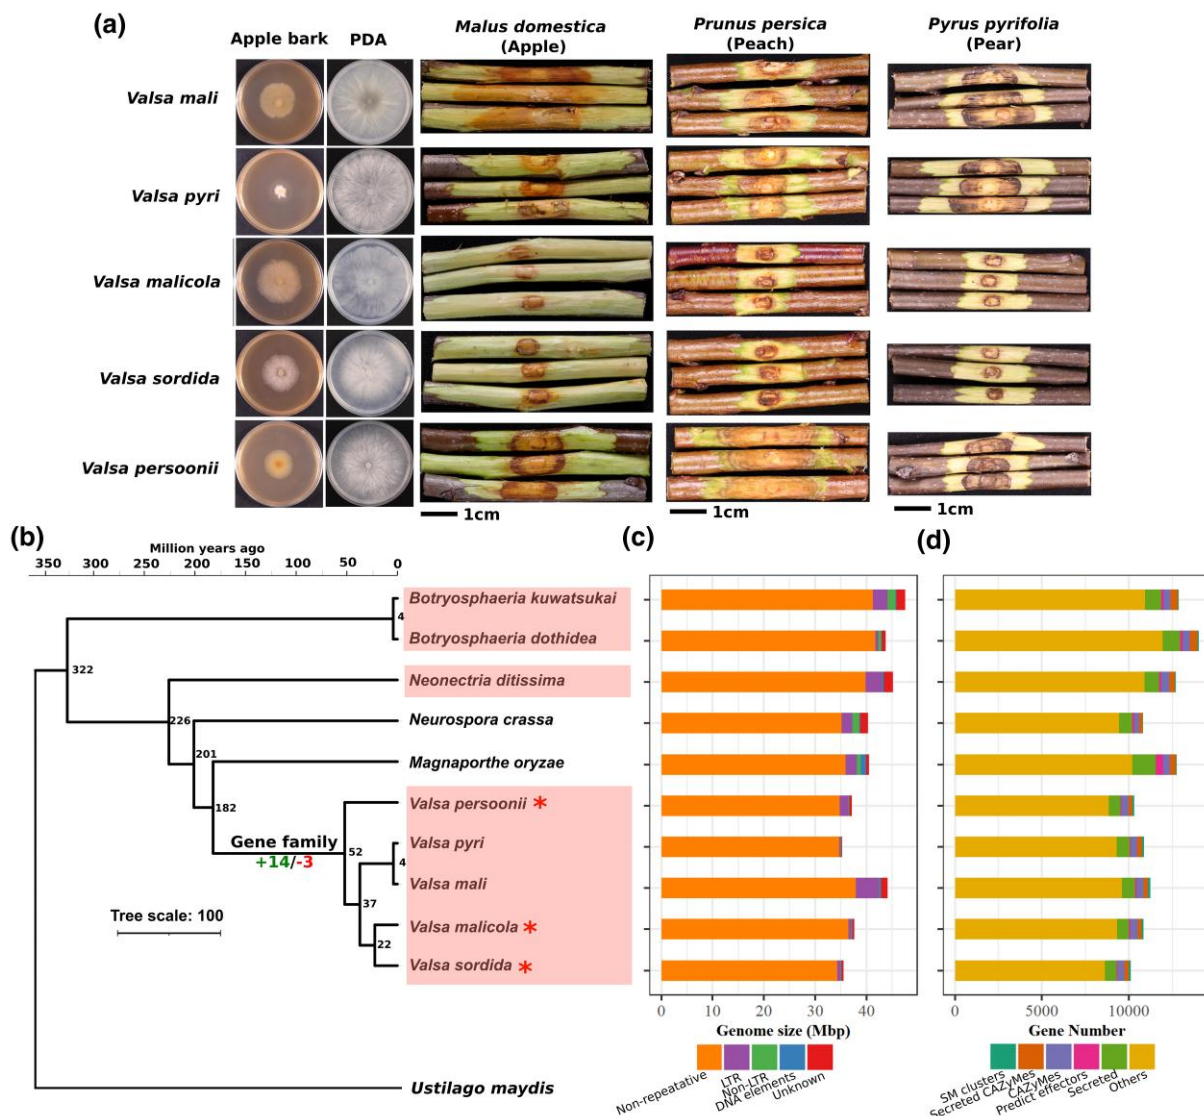 (a)
Apple bark
PDA
Malus domestica
(Apple)
Prunus persica
(Peach)
Pyrus pyrifolia
(Pear)
Valsa mali
Valsa pyri
Valsa malicola
Valsa sordida
Valsa persoonii
1cm
1cm
1cm
(b)
Million years ago
350 300 250 200 150 100 50 0
Botryosphaeria kuwatsukai
4
Botryosphaeria dothidea
322
Neonectria ditissima
226
Neurospora crassa
201
Magnaporthe oryzae
182
Valsa persoonii *
Gene family
+14/-3
52
Valsa pyri
4
Valsa mali
37
Tree scale: 100
Valsa malicola *
22
Valsa sordida *
Ustilago maydis
(c)
0 10 20 30 40
Genome size (Mbp)
Non-repeatative
LTR
Non-LTR
DNA elements
Unknown
(d)
0 5000 10000
Gene Number
SM clusters
Secreted CAZyMes
CAZyMes
Predict effectors
Secreted
Others